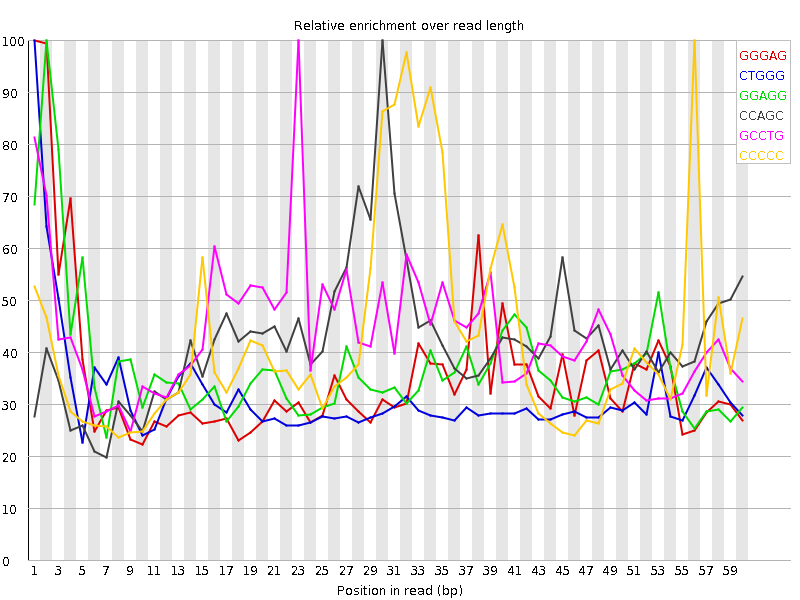 Relative enrichment over read length
100
90
80
70
60
50
40
30
20
10
0
GGGAG
CTGGG
GGAGG
CCAGC
GCCTG
CCCCC
1 3 5 7 9 11 13 15 17 19 21 23 25 27 29 31 33 35 37 39 41 43 45 47 49 51 53 55 57 59
Position in read (bp)